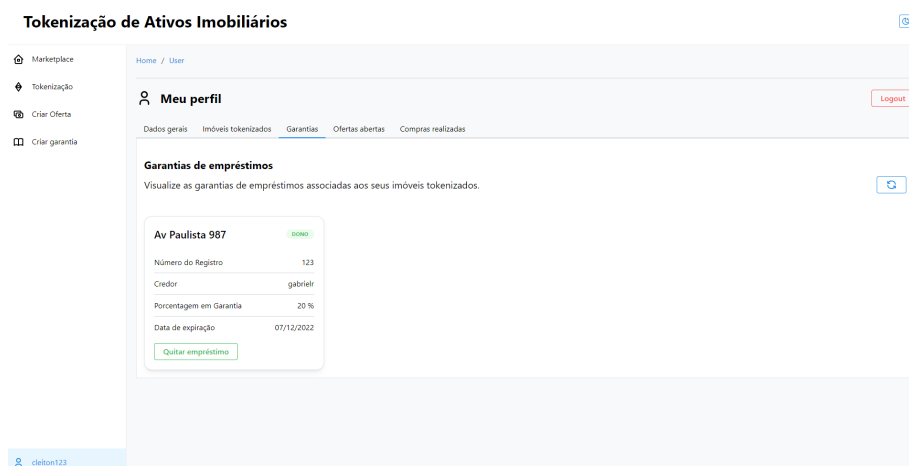 Tokenização de Ativos Imobiliários
Marketplace
Tokenização
Criar Oferta
Criar garantia
Home / User
Meu perfil
Logout
Dados gerais Imóveis tokenizados Garantias Ofertas abertas Compras realizadas
Garantias de empréstimos
Visualize as garantias de empréstimos associadas aos seus imóveis tokenizados.
Av Paulista 987 DONO
Número do Registro 123
Credor gabrielr
Porcentagem em Garantia 20 %
Data de expiração 07/12/2022
Quitar empréstimo
cleiton123